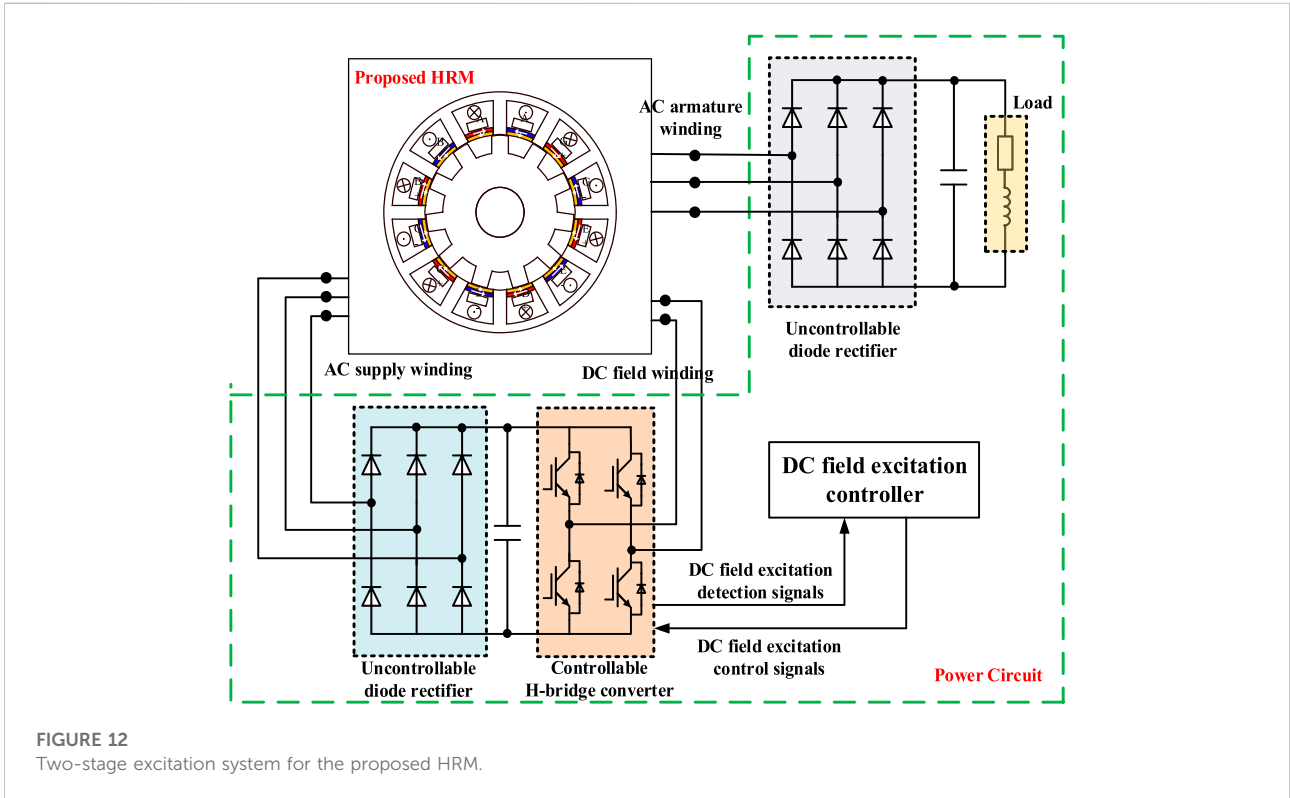 Proposed HRM
AC armature
winding
Load
Uncontrollable
diode rectifier
AC supply winding
DC field winding
DC field excitation
controller
DC field excitation
detection signals
DC field excitation
control signals
Uncontrollable
diode rectifier
Controllable
H-bridge converter
Power Circuit
FIGURE 12
Two-stage excitation system for the proposed HRM.